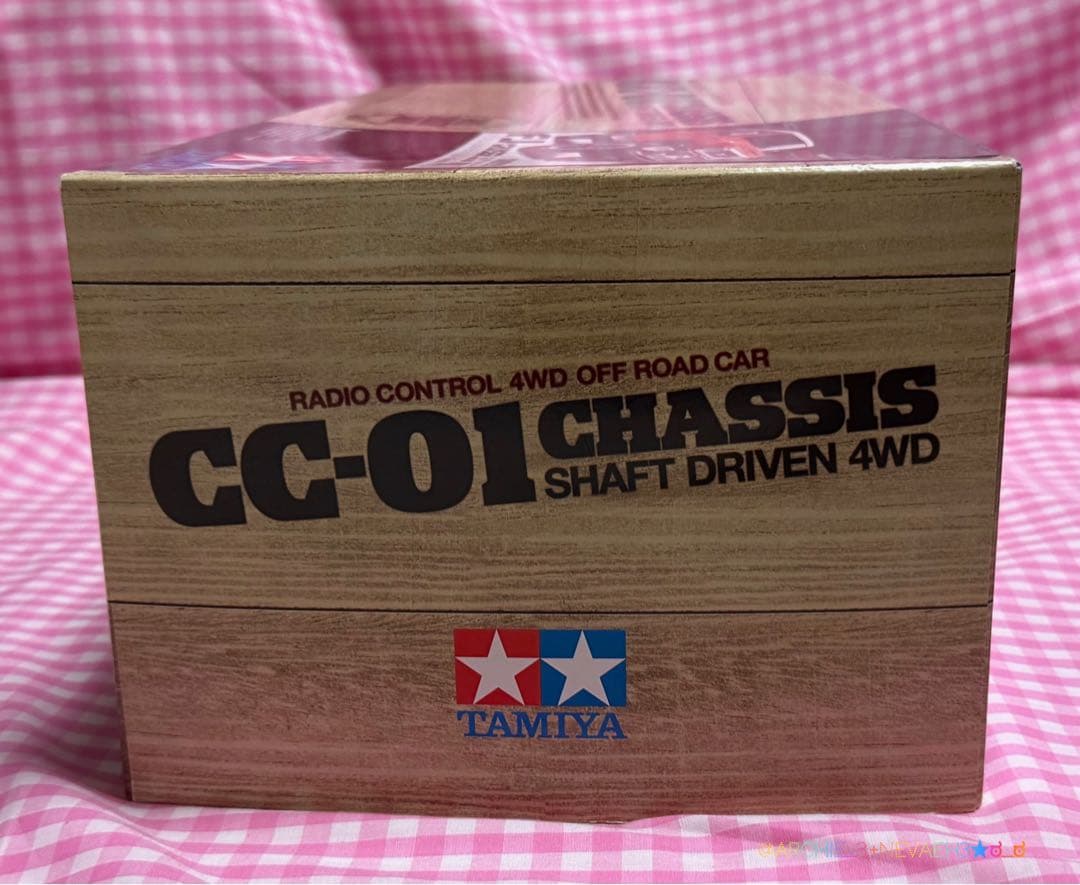 RADIO CONTROL 4WD OFF ROAD CAR
CC-01 CHASSIS
SHAFT DRIVEN 4WD
TAMIYA